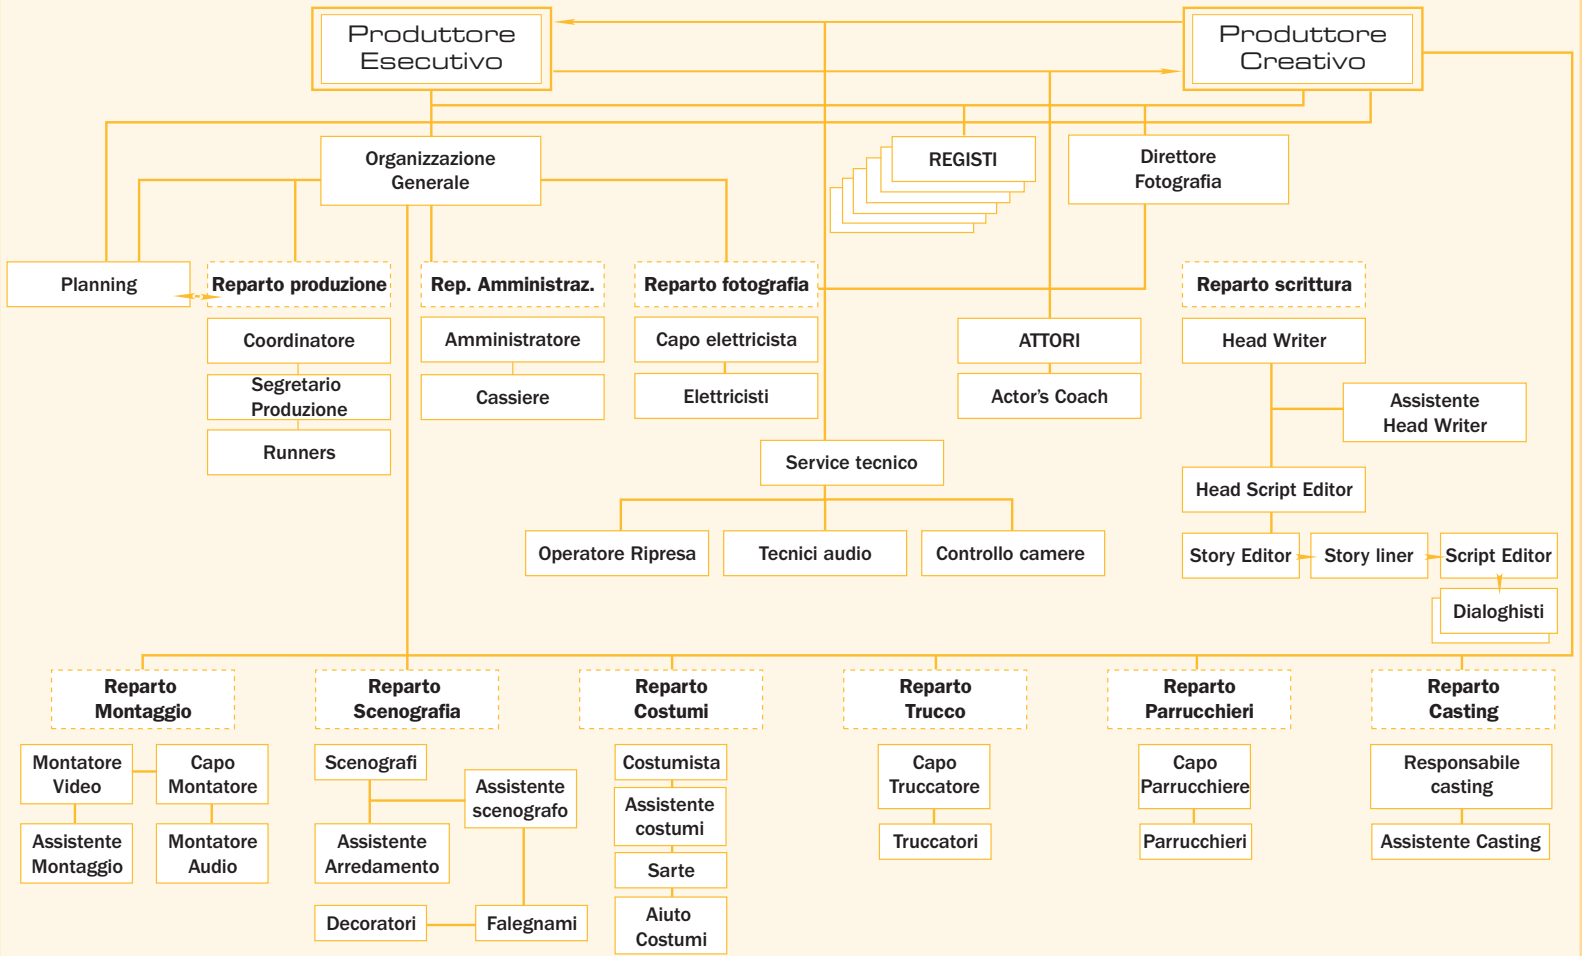 Produttore
Esecutivo
Produttore
Creativo
Organizzazione
Generale
REGISTI
Direttore
Fotografia
Planning
Reparto produzione
Rep. Amministraz.
Reparto fotografia
Reparto scrittura
Coordinatore
Amministratore
Capo elettricista
ATTORI
Head Writer
Segretario
Produzione
Cassiere
Elettricisti
Actor's Coach
Assistente
Head Writer
Runners
Service tecnico
Head Script Editor
Operatore Ripresa
Tecnici audio
Controllo camere
Story Editor
Story liner
Script Editor
Dialoghisti
Reparto
Montaggio
Reparto
Scenografia
Reparto
Costumi
Reparto
Trucco
Reparto
Parrucchieri
Reparto
Casting
Montatore
Video
Capo
Montatore
Scenografi
Assistente
scenografo
Costumista
Capo
Truccatore
Capo
Parrucchiere
Responsabile
casting
Assistente
Montaggio
Montatore
Audio
Assistente
Arredamento
Assistente
costumi
Truccatori
Parrucchieri
Assistente Casting
Sarte
Decoratori
Falegnami
Aiuto
Costumi